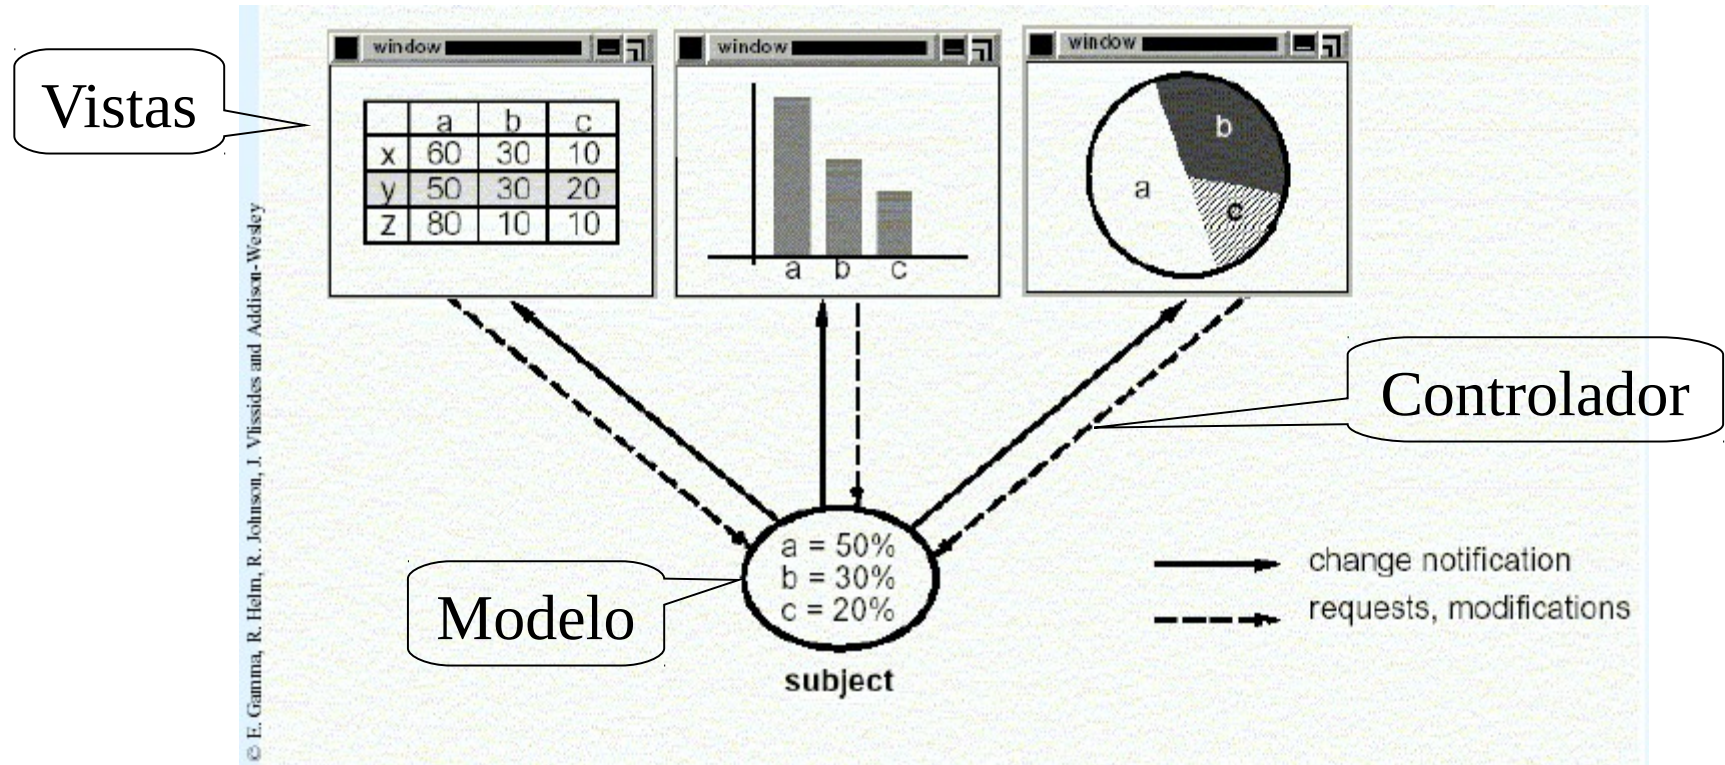 Vistas
window
a b c
x 60 30 10
y 50 30 20
z 80 10 10
window
a b c
window
b
a
c
Controlador
Modelo
a = 50%
b = 30%
c = 20%
subject
change notification
requests, modifications
© E. Gamma, R. Helm, R. Johnson, J. Vlissides and Addison-Wesley